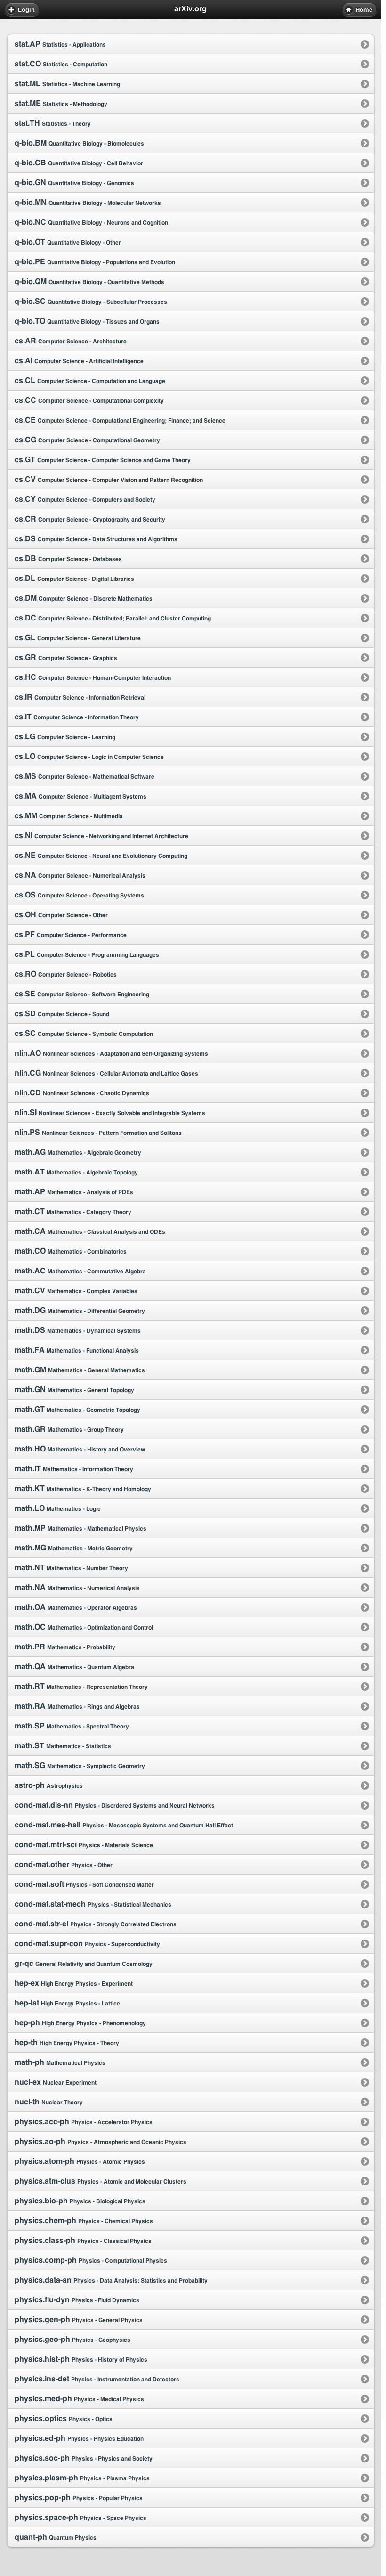 Login
arXiv.org
Home
stat.AP Statistics - Applications
stat.CO Statistics - Computation
stat.ML Statistics - Machine Learning
stat.ME Statistics - Methodology
stat.TH Statistics - Theory
q-bio.BM Quantitative Biology - Biomolecules
q-bio.CB Quantitative Biology - Cell Behavior
q-bio.GN Quantitative Biology - Genomics
q-bio.MN Quantitative Biology - Molecular Networks
q-bio.NC Quantitative Biology - Neurons and Cognition
q-bio.OT Quantitative Biology - Other
q-bio.PE Quantitative Biology - Populations and Evolution
q-bio.QM Quantitative Biology - Quantitative Methods
q-bio.SC Quantitative Biology - Subcellular Processes
q-bio.TO Quantitative Biology - Tissues and Organs
cs.AR Computer Science - Architecture
cs.AI Computer Science - Artificial Intelligence
cs.CL Computer Science - Computation and Language
cs.CC Computer Science - Computational Complexity
cs.CE Computer Science - Computational Engineering; Finance; and Science
cs.CG Computer Science - Computational Geometry
cs.GT Computer Science - Computer Science and Game Theory
cs.CV Computer Science - Computer Vision and Pattern Recognition
cs.CY Computer Science - Computers and Society
cs.CR Computer Science - Cryptography and Security
cs.DS Computer Science - Data Structures and Algorithms
cs.DB Computer Science - Databases
cs.DL Computer Science - Digital Libraries
cs.DM Computer Science - Discrete Mathematics
cs.DC Computer Science - Distributed; Parallel; and Cluster Computing
cs.GL Computer Science - General Literature
cs.GR Computer Science - Graphics
cs.HC Computer Science - Human-Computer Interaction
cs.IR Computer Science - Information Retrieval
cs.IT Computer Science - Information Theory
cs.LG Computer Science - Learning
cs.LO Computer Science - Logic in Computer Science
cs.MS Computer Science - Mathematical Software
cs.MA Computer Science - Multiagent Systems
cs.MM Computer Science - Multimedia
cs.NI Computer Science - Networking and Internet Architecture
cs.NE Computer Science - Neural and Evolutionary Computing
cs.NA Computer Science - Numerical Analysis
cs.OS Computer Science - Operating Systems
cs.OH Computer Science - Other
cs.PF Computer Science - Performance
cs.PL Computer Science - Programming Languages
cs.RO Computer Science - Robotics
cs.SE Computer Science - Software Engineering
cs.SD Computer Science - Sound
cs.SC Computer Science - Symbolic Computation
nlin.AO Nonlinear Sciences - Adaptation and Self-Organizing Systems
nlin.CG Nonlinear Sciences - Cellular Automata and Lattice Gases
nlin.CD Nonlinear Sciences - Chaotic Dynamics
nlin.SI Nonlinear Sciences - Exactly Solvable and Integrable Systems
nlin.PS Nonlinear Sciences - Pattern Formation and Solitons
math.AG Mathematics - Algebraic Geometry
math.AT Mathematics - Algebraic Topology
math.AP Mathematics - Analysis of PDEs
math.CT Mathematics - Category Theory
math.CA Mathematics - Classical Analysis and ODEs
math.CO Mathematics - Combinatorics
math.AC Mathematics - Commutative Algebra
math.CV Mathematics - Complex Variables
math.DG Mathematics - Differential Geometry
math.DS Mathematics - Dynamical Systems
math.FA Mathematics - Functional Analysis
math.GM Mathematics - General Mathematics
math.GN Mathematics - General Topology
math.GT Mathematics - Geometric Topology
math.GR Mathematics - Group Theory
math.HO Mathematics - History and Overview
math.IT Mathematics - Information Theory
math.KT Mathematics - K-Theory and Homology
math.LO Mathematics - Logic
math.MP Mathematics - Mathematical Physics
math.MG Mathematics - Metric Geometry
math.NT Mathematics - Number Theory
math.NA Mathematics - Numerical Analysis
math.OA Mathematics - Operator Algebras
math.OC Mathematics - Optimization and Control
math.PR Mathematics - Probability
math.QA Mathematics - Quantum Algebra
math.RT Mathematics - Representation Theory
math.RA Mathematics - Rings and Algebras
math.SP Mathematics - Spectral Theory
math.ST Mathematics - Statistics
math.SG Mathematics - Symplectic Geometry
astro-ph Astrophysics
cond-mat.dis-nn Physics - Disordered Systems and Neural Networks
cond-mat.mes-hall Physics - Mesoscopic Systems and Quantum Hall Effect
cond-mat.mtrl-sci Physics - Materials Science
cond-mat.other Physics - Other
cond-mat.soft Physics - Soft Condensed Matter
cond-mat.stat-mech Physics - Statistical Mechanics
cond-mat.str-el Physics - Strongly Correlated Electrons
cond-mat.supr-con Physics - Superconductivity
gr-qc General Relativity and Quantum Cosmology
hep-ex High Energy Physics - Experiment
hep-lat High Energy Physics - Lattice
hep-ph High Energy Physics - Phenomenology
hep-th High Energy Physics - Theory
math-ph Mathematical Physics
nucl-ex Nuclear Experiment
nucl-th Nuclear Theory
physics.acc-ph Physics - Accelerator Physics
physics.ao-ph Physics - Atmospheric and Oceanic Physics
physics.atom-ph Physics - Atomic Physics
physics.atm-clus Physics - Atomic and Molecular Clusters
physics.bio-ph Physics - Biological Physics
physics.chem-ph Physics - Chemical Physics
physics.class-ph Physics - Classical Physics
physics.comp-ph Physics - Computational Physics
physics.data-an Physics - Data Analysis; Statistics and Probability
physics.flu-dyn Physics - Fluid Dynamics
physics.gen-ph Physics - General Physics
physics.geo-ph Physics - Geophysics
physics.hist-ph Physics - History of Physics
physics.ins-det Physics - Instrumentation and Detectors
physics.med-ph Physics - Medical Physics
physics.optics Physics - Optics
physics.ed-ph Physics - Physics Education
physics.soc-ph Physics - Physics and Society
physics.plasm-ph Physics - Plasma Physics
physics.pop-ph Physics - Popular Physics
physics.space-ph Physics - Space Physics
quant-ph Quantum Physics